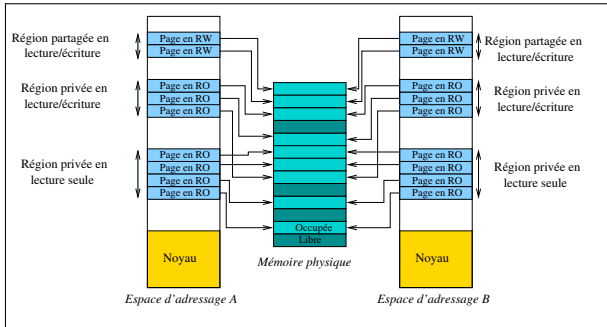 Région partagée en
lecture/écriture
Région privée en
lecture/écriture
Région privée en
lecture seule
Page en RW
Page en RW
Page en RO
Page en RO
Page en RO
Page en RO
Page en RO
Page en RO
Page en RO
Noyau
Espace d'adressage A
Occupée
Libre
Mémoire physique
Page en RW
Page en RW
Page en RO
Page en RO
Page en RO
Page en RO
Page en RO
Page en RO
Page en RO
Noyau
Espace d'adressage B
Région partagée en
lecture/écriture
Région privée en
lecture/écriture
Région privée en
lecture seule